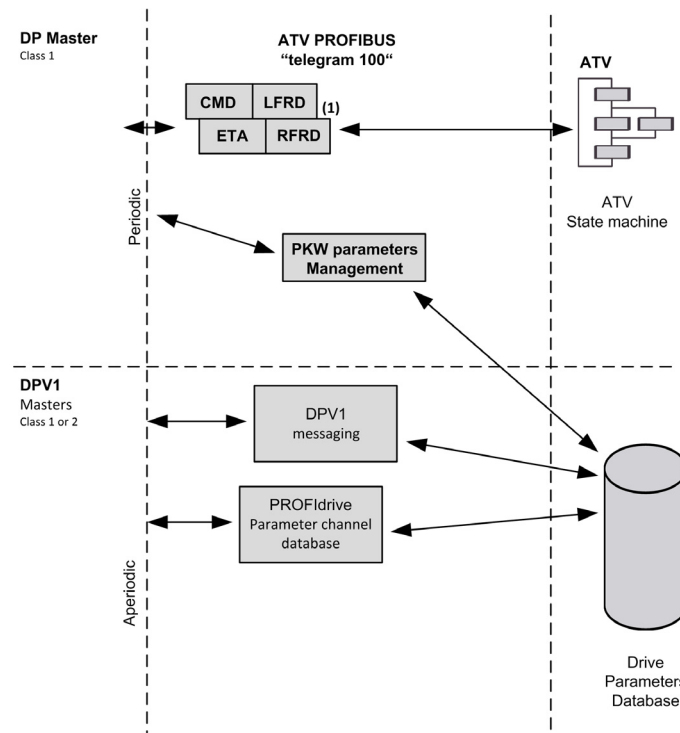 DP Master
Class 1
ATV PROFIBUS
“telegram 100“
CMD LFRD
(1)
ETA RFRD
ATV
ATV
State machine
Periodic
PKW parameters
Management
DPV1
Masters
Class 1 or 2
DPV1
messaging
PROFIdrive
Parameter channel
database
Aperiodic
Drive
Parameters
Database